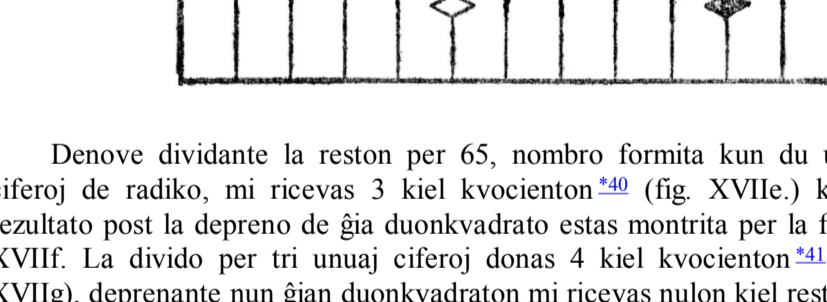 Denove dividante la reston per 65, nombro formita kun du
ciferoj de radiko, mi ricevas 3 kiel kvocienton *40 (fig. XVIIe.)
rezultato post la depreno de ĝia duonkvadrato estas montrita per la
XVIIf. La divido per tri unuaj ciferoj donas 4 kiel kvocienton *41
XVIIg), deprenante nun ĝian duonkvadraton mi ricevas nulon kiel